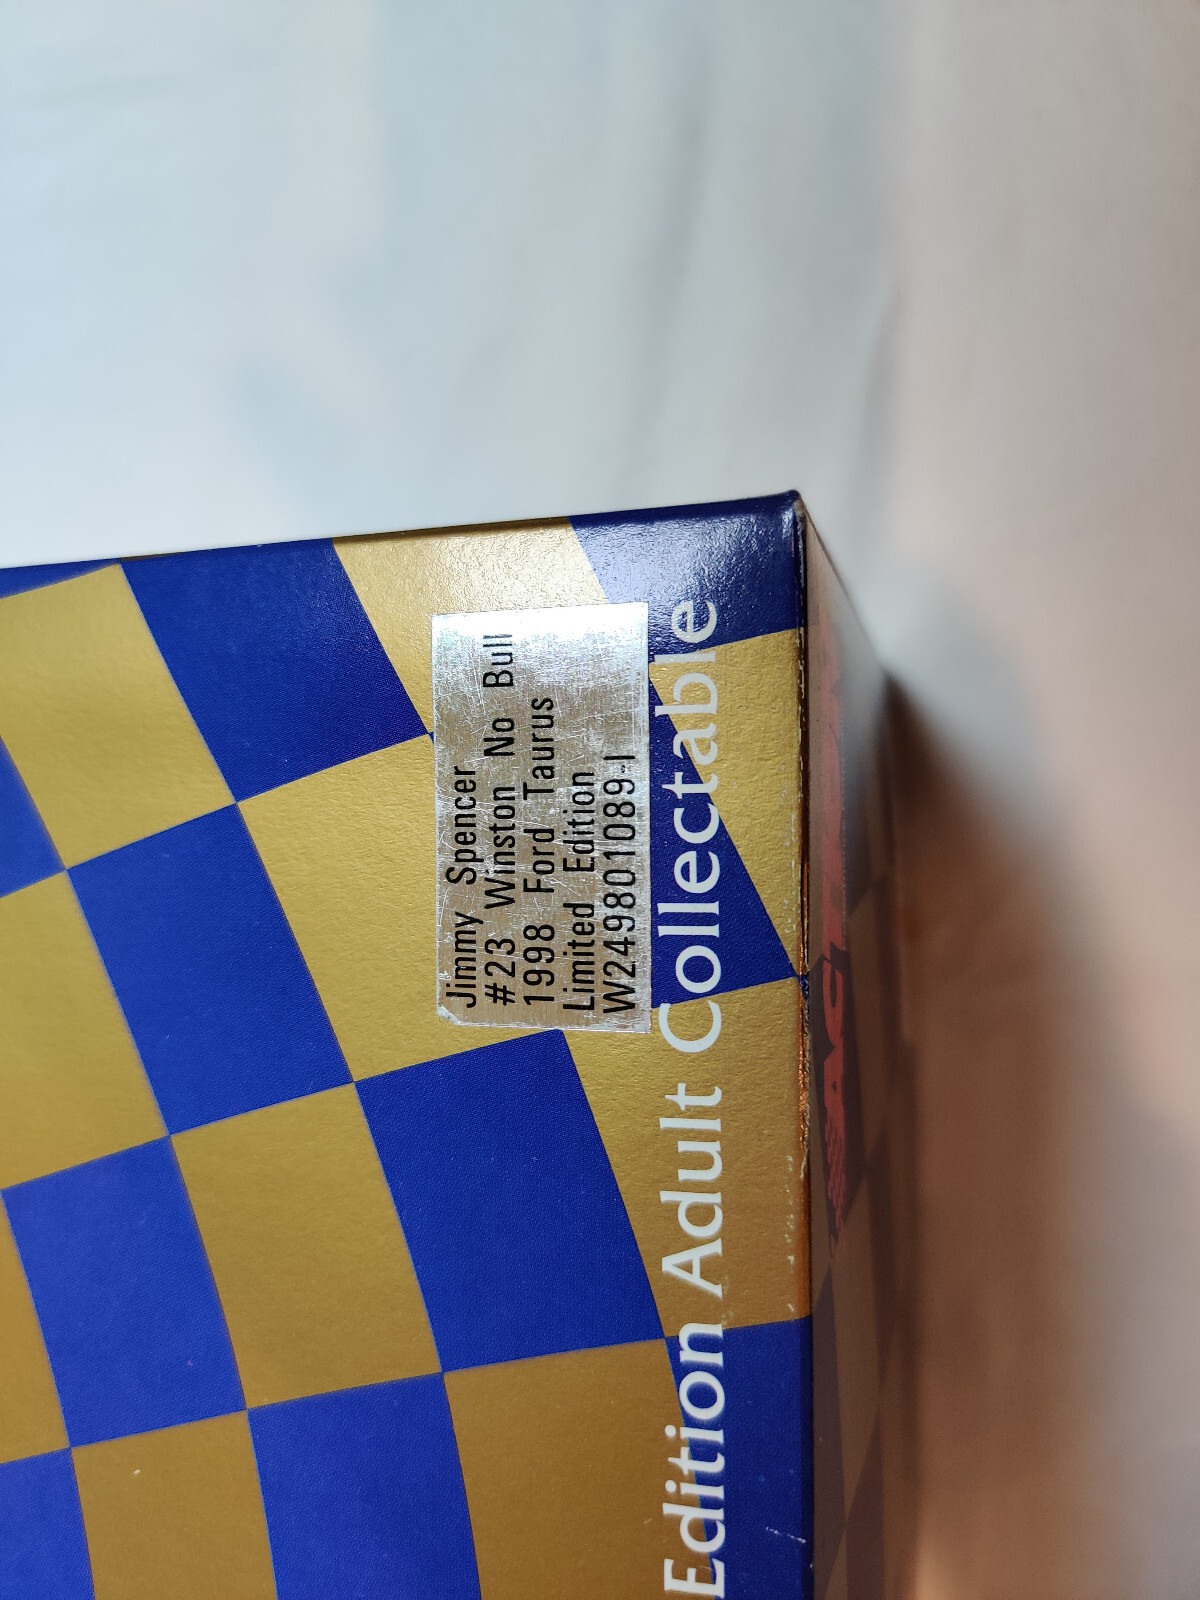 Jimmy Spencer
#23 Winston No Bull
1998 Ford Taurus
Limited Edition
W249801089-1
Edition Adult Collectable